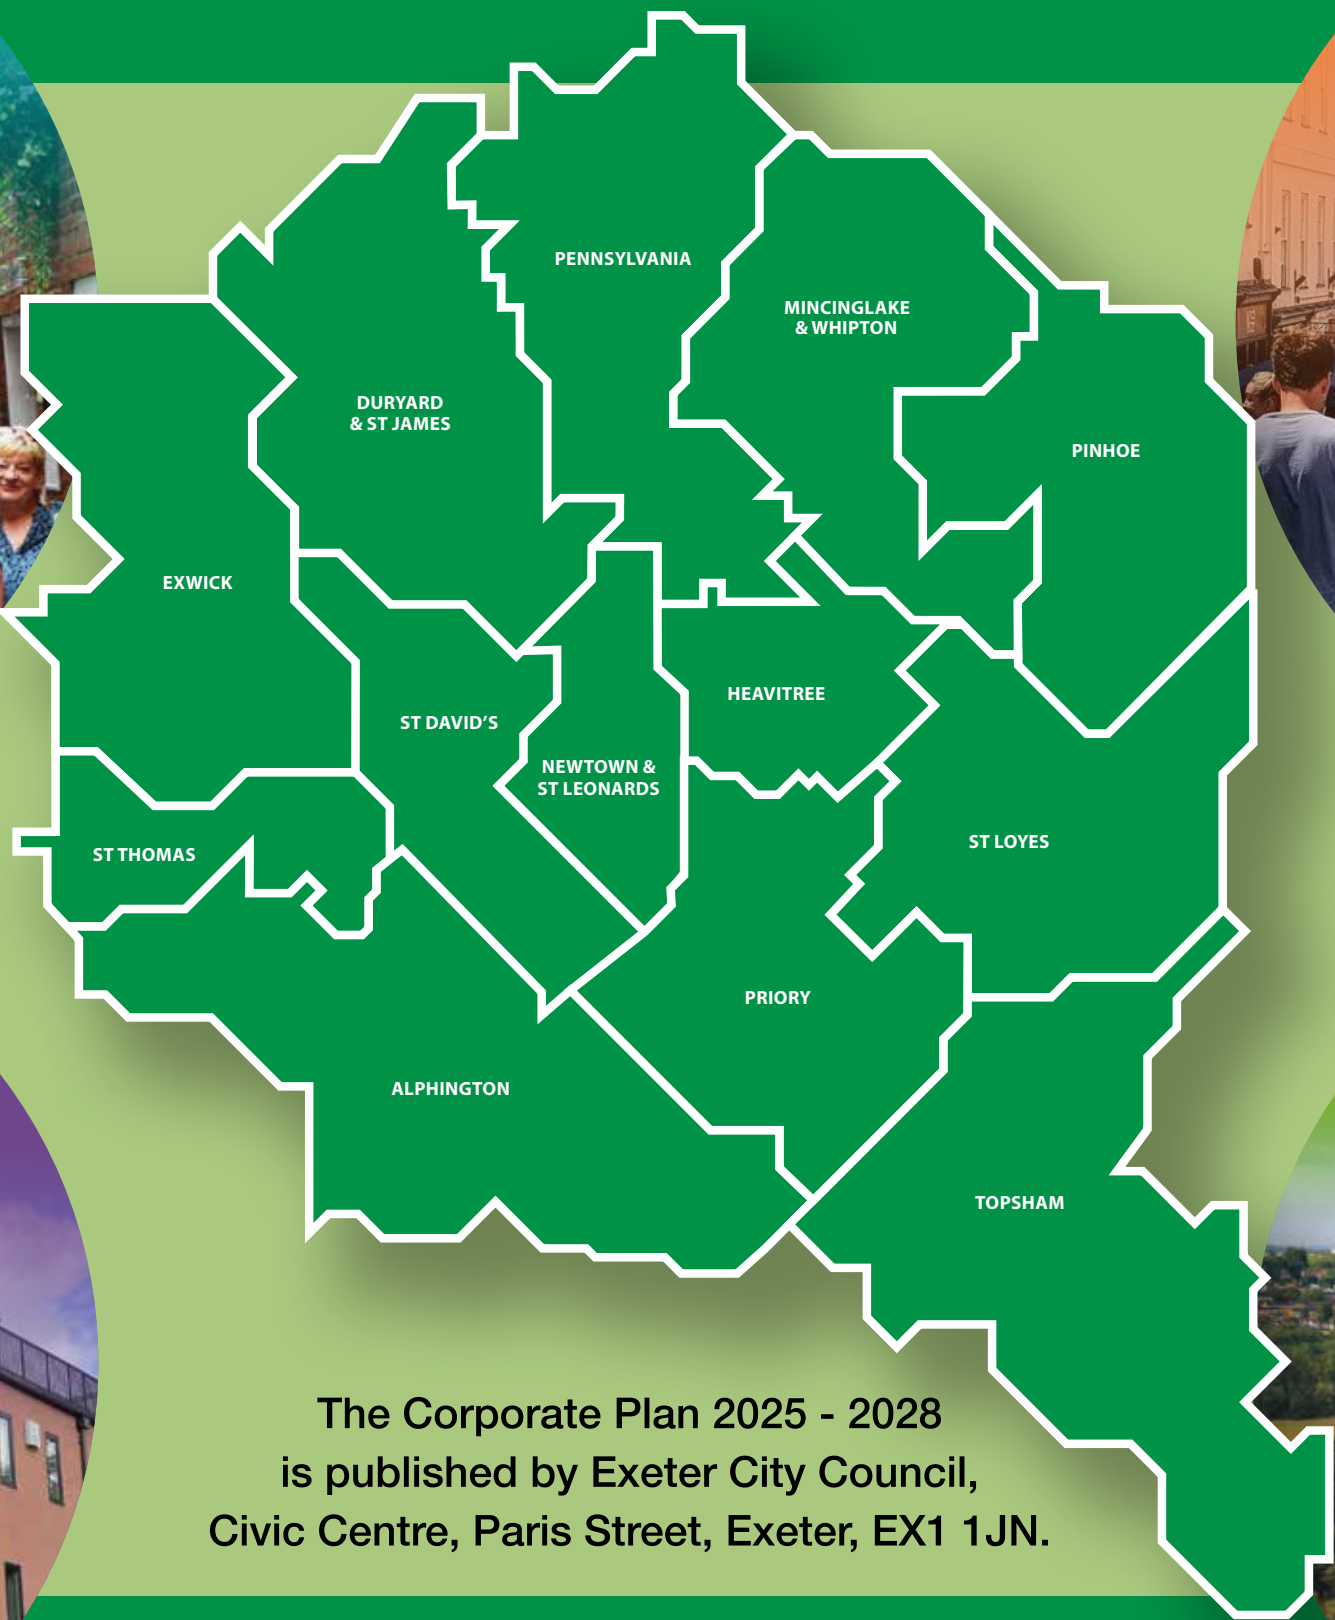 PENNSYLVANIA
MINCINGLAKE
& WHIPTON
DURYARD
& ST JAMES
PINHOE
EXWICK
HEAVITREE
ST DAVID’S
NEWTOWN &
ST LEONARDS
ST LOYES
ST THOMAS
PRIORY
ALPHINGTON
TOPSHAM
The Corporate Plan 2025 - 2028
is published by Exeter City Council,
Civic Centre, Paris Street, Exeter, EX1 1JN.